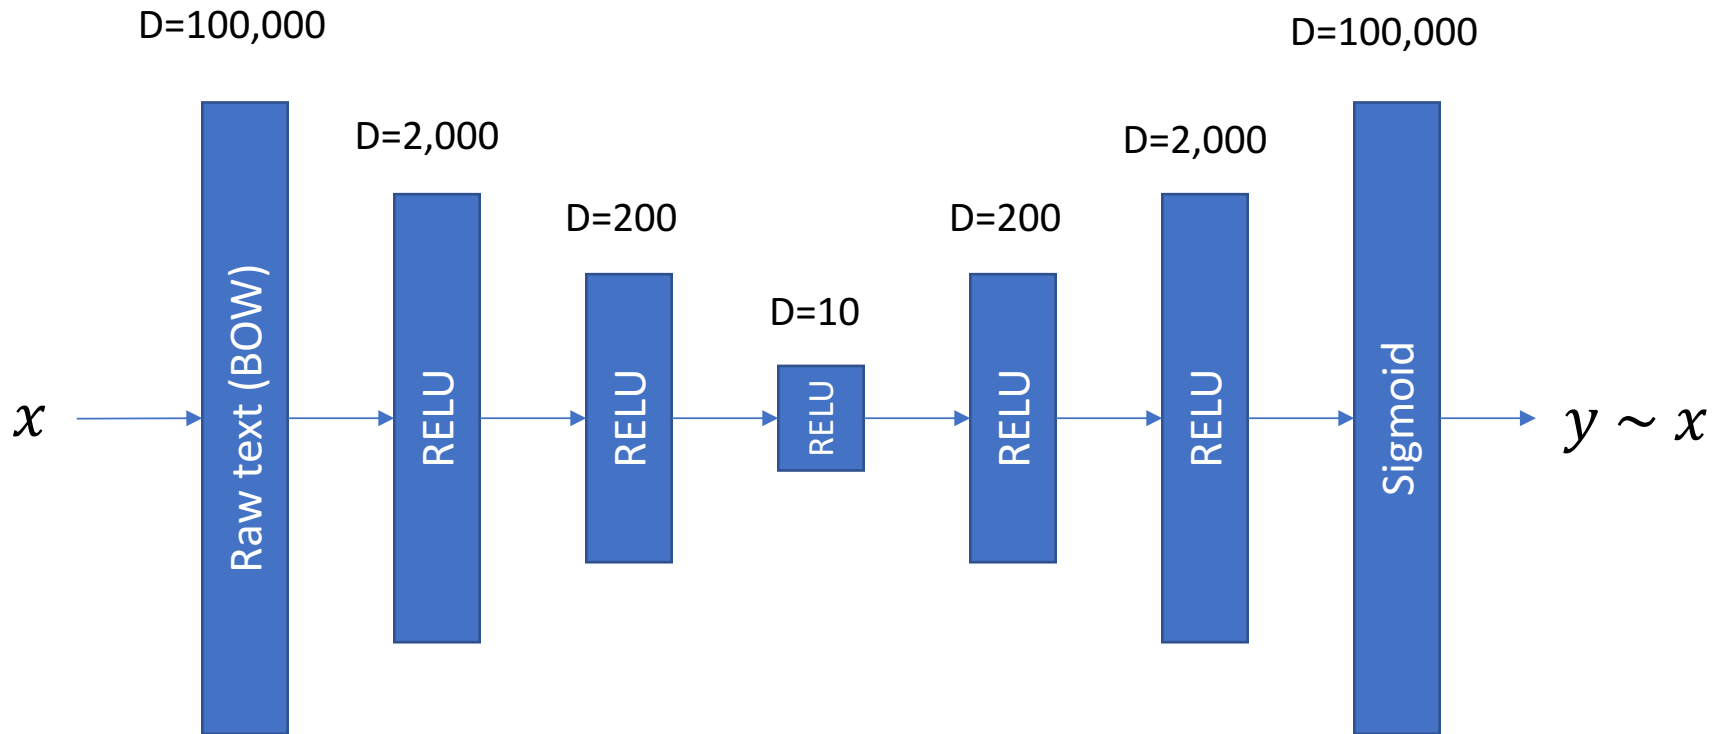 D=100,000
D=2,000
D=200
D=10
D=200
D=2,000
D=100,000
x
Raw text (BOW)
RELU
RELU
RELU
RELU
RELU
Sigmoid
y ~ x